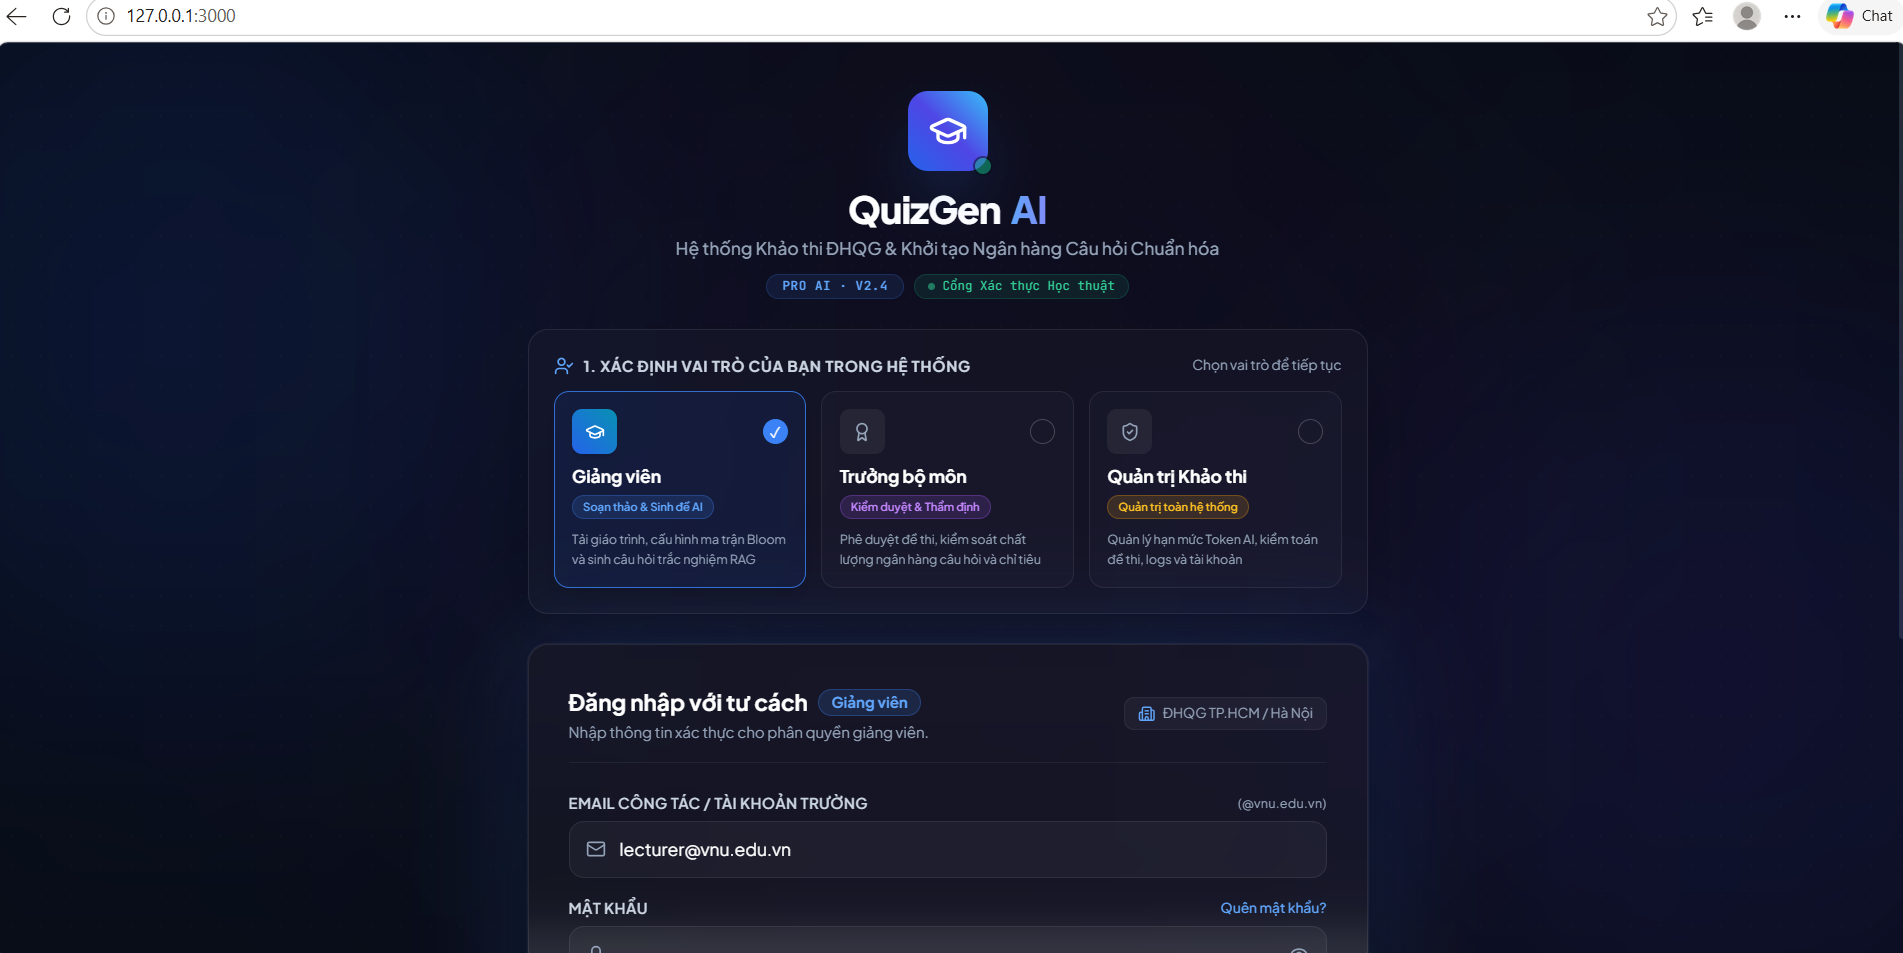 127.0.0.1:3000
Chat
QuizGen AI
Hệ thống Khảo thi ĐHQG & Khởi tạo Ngân hàng Câu hỏi Chuẩn hóa
PRO AI · V2.4
Cổng Xác thực Học thuật
1. XÁC ĐỊNH VAI TRÒ CỦA BẠN TRONG HỆ THỐNG
Chọn vai trò để tiếp tục
Giảng viên
Soạn thảo & Sinh đề AI
Tải giáo trình, cấu hình ma trận Bloom
và sinh câu hỏi trắc nghiệm RAG
Trưởng bộ môn
Kiểm duyệt & Thẩm định
Phê duyệt đề thi, kiểm soát chất
lượng ngân hàng câu hỏi và chỉ tiêu
Quản trị Khảo thi
Quản trị toàn hệ thống
Quản lý hạn mức Token AI, kiểm toán
đề thi, logs và tài khoản
Đăng nhập với tư cách
Giảng viên
Nhập thông tin xác thực cho phân quyền giảng viên.
ĐHQG TP.HCM / Hà Nội
EMAIL CÔNG TÁC / TÀI KHOẢN TRƯỜNG
(@vnu.edu.vn)
lecturer@vnu.edu.vn
MẬT KHẨU
Quên mật khẩu?